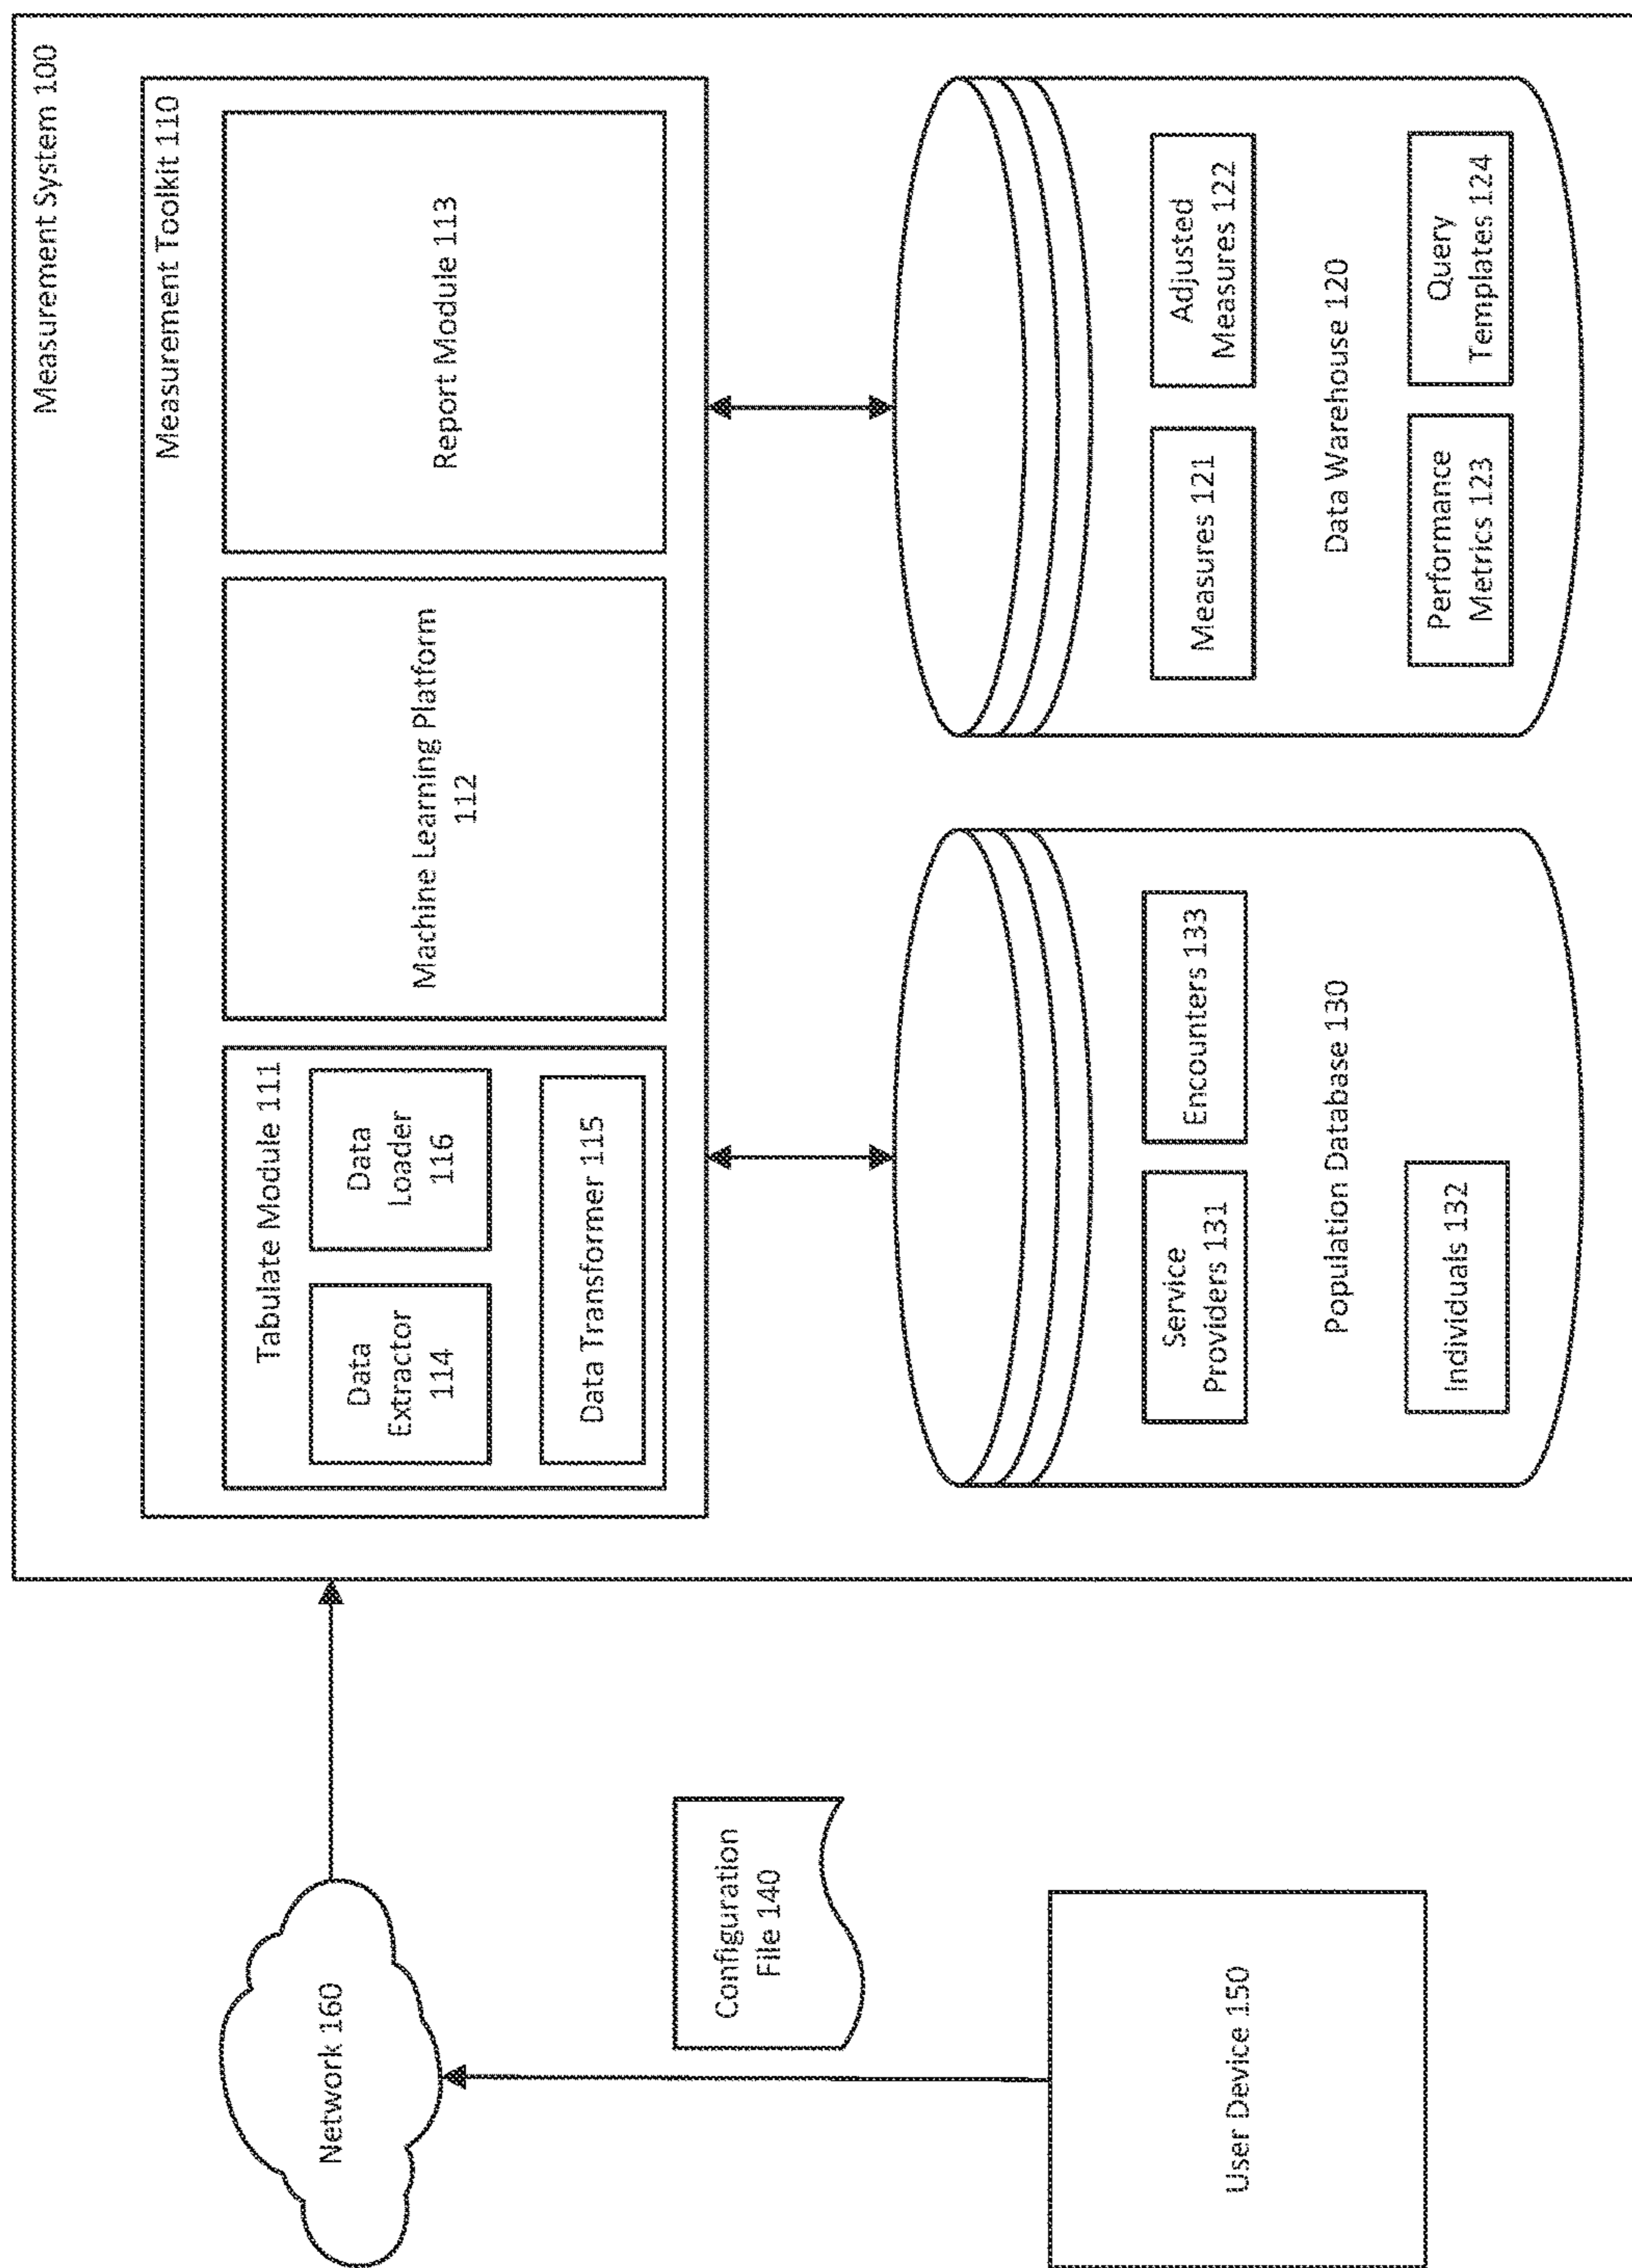 Measurement System 100
Measurement Toolkit 110
Tabulate Module 111
Data
Extractor
114
Data
Loader
116
Data Transformer 115
Machine Learning Platform
112
Report Module 113
Network 160
Configuration
File 140
User Device 150
Service
Providers 131
Encounters 133
Population Database 130
Individuals 132
Measures 121
Adjusted
Measures 122
Data Warehouse 120
Performance
Metrics 123
Query
Templates 124